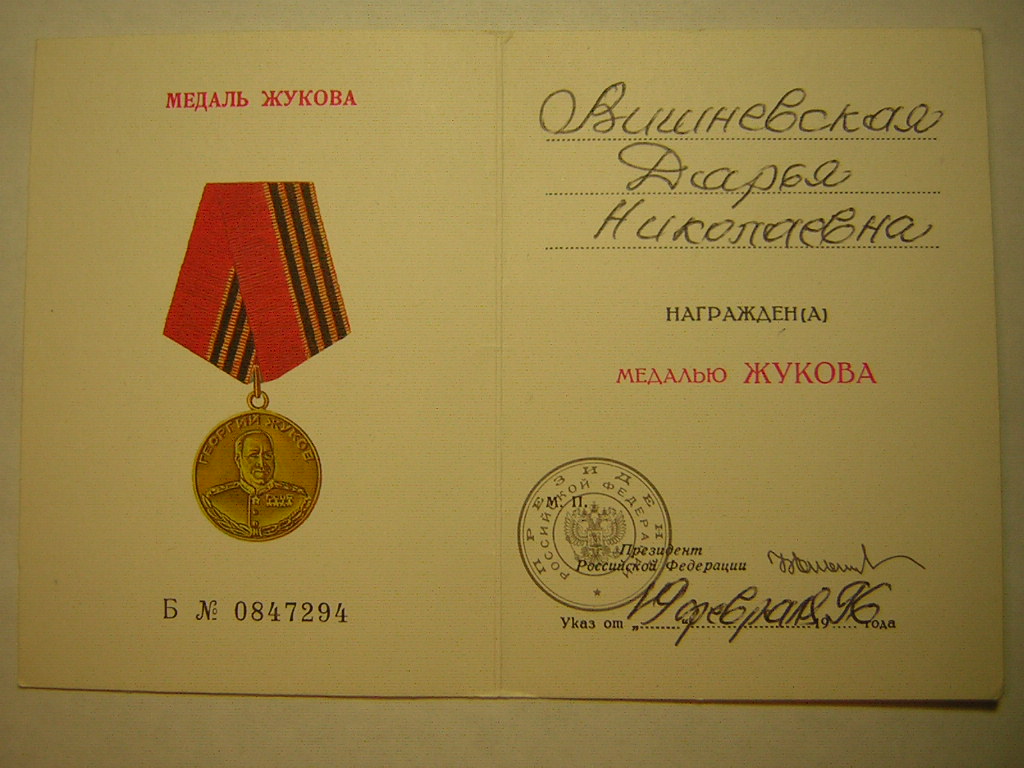 МЕДАЛЬ ЖУКОВА
ГЕОРГИЙ ЖУКОВ
Б № 0847294
Вишневская
Дарья
Николаевна
НАГРАЖДЕН(А)
МЕДАЛЬЮ ЖУКОВА
ПРЕЗИДЕНТ
РОССИЙСКОЙ ФЕДЕРАЦИИ
М. П.
Президент
Российской Федерации
Указ от „19" февраля 1996 года